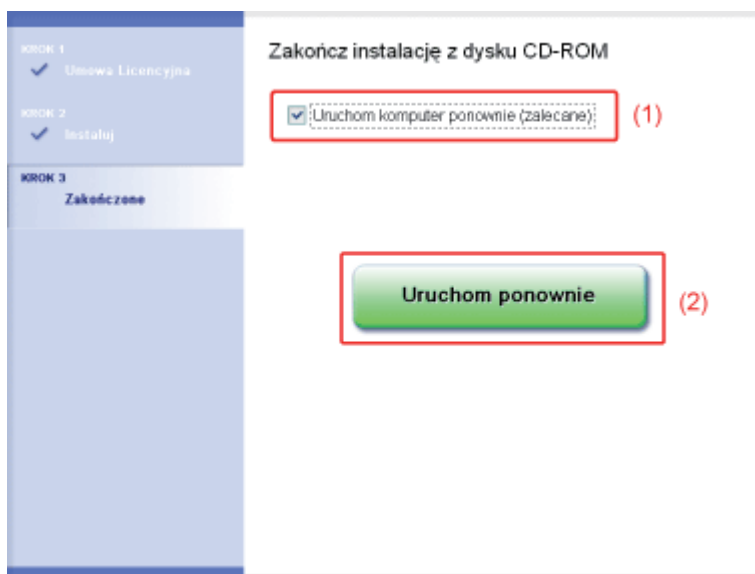 KROK 1
Umowa Licencyjna
KROK 2
Instaluj
KROK 3
Zakończone
Zakończ instalację z dysku CD-ROM
Uruchom komputer ponownie (zalecane)
(1)
Uruchom ponownie
(2)